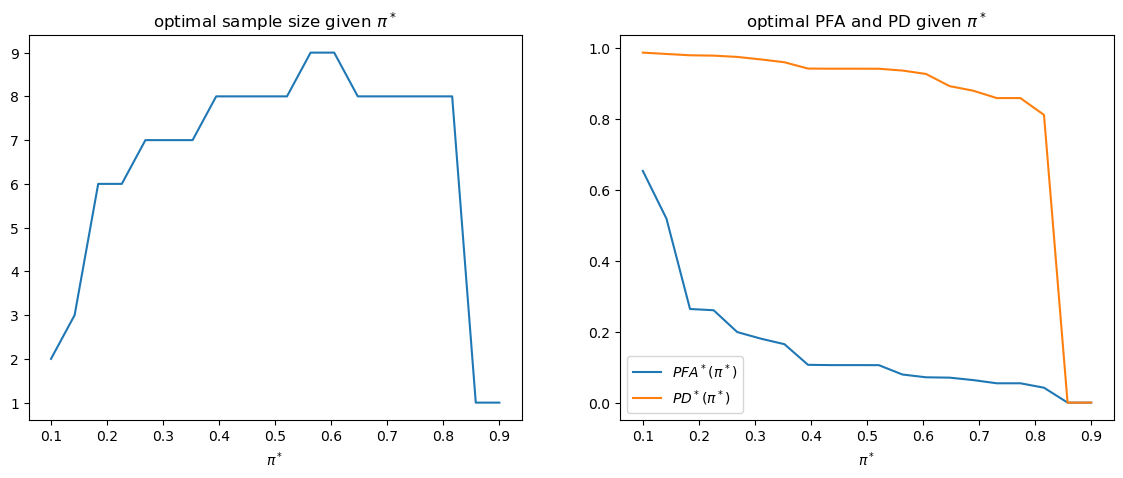 optimal sample size given π*
9
8
7
6
5
4
3
2
1
0.1 0.2 0.3 0.4 0.5 0.6 0.7 0.8 0.9
π*
optimal PFA and PD given π*
1.0
0.8
0.6
0.4
0.2
0.0
PFA*(π*)
PD*(π*)
0.1 0.2 0.3 0.4 0.5 0.6 0.7 0.8 0.9
π*